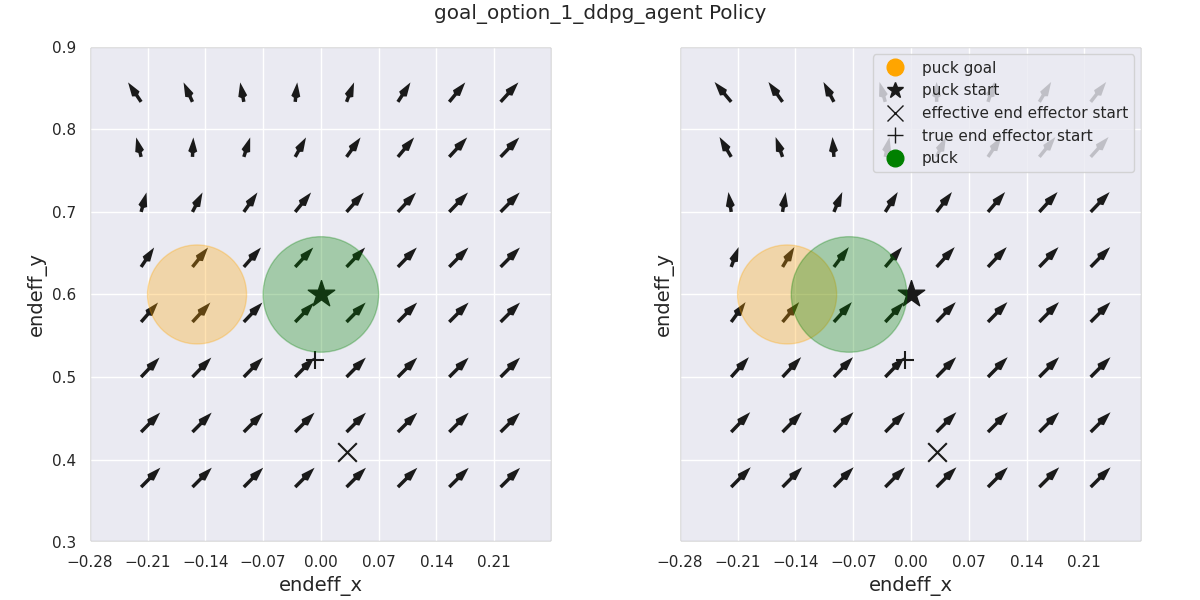 goal_option_1_ddpg_agent Policy
0.9
0.8
0.7
0.6
0.5
0.4
0.3
endeff_y
−0.28 −0.21 −0.14 −0.07 0.00 0.07 0.14 0.21
endeff_x
puck goal
puck start
effective end effector start
true end effector start
puck
endeff_y
−0.28 −0.21 −0.14 −0.07 0.00 0.07 0.14 0.21
endeff_x